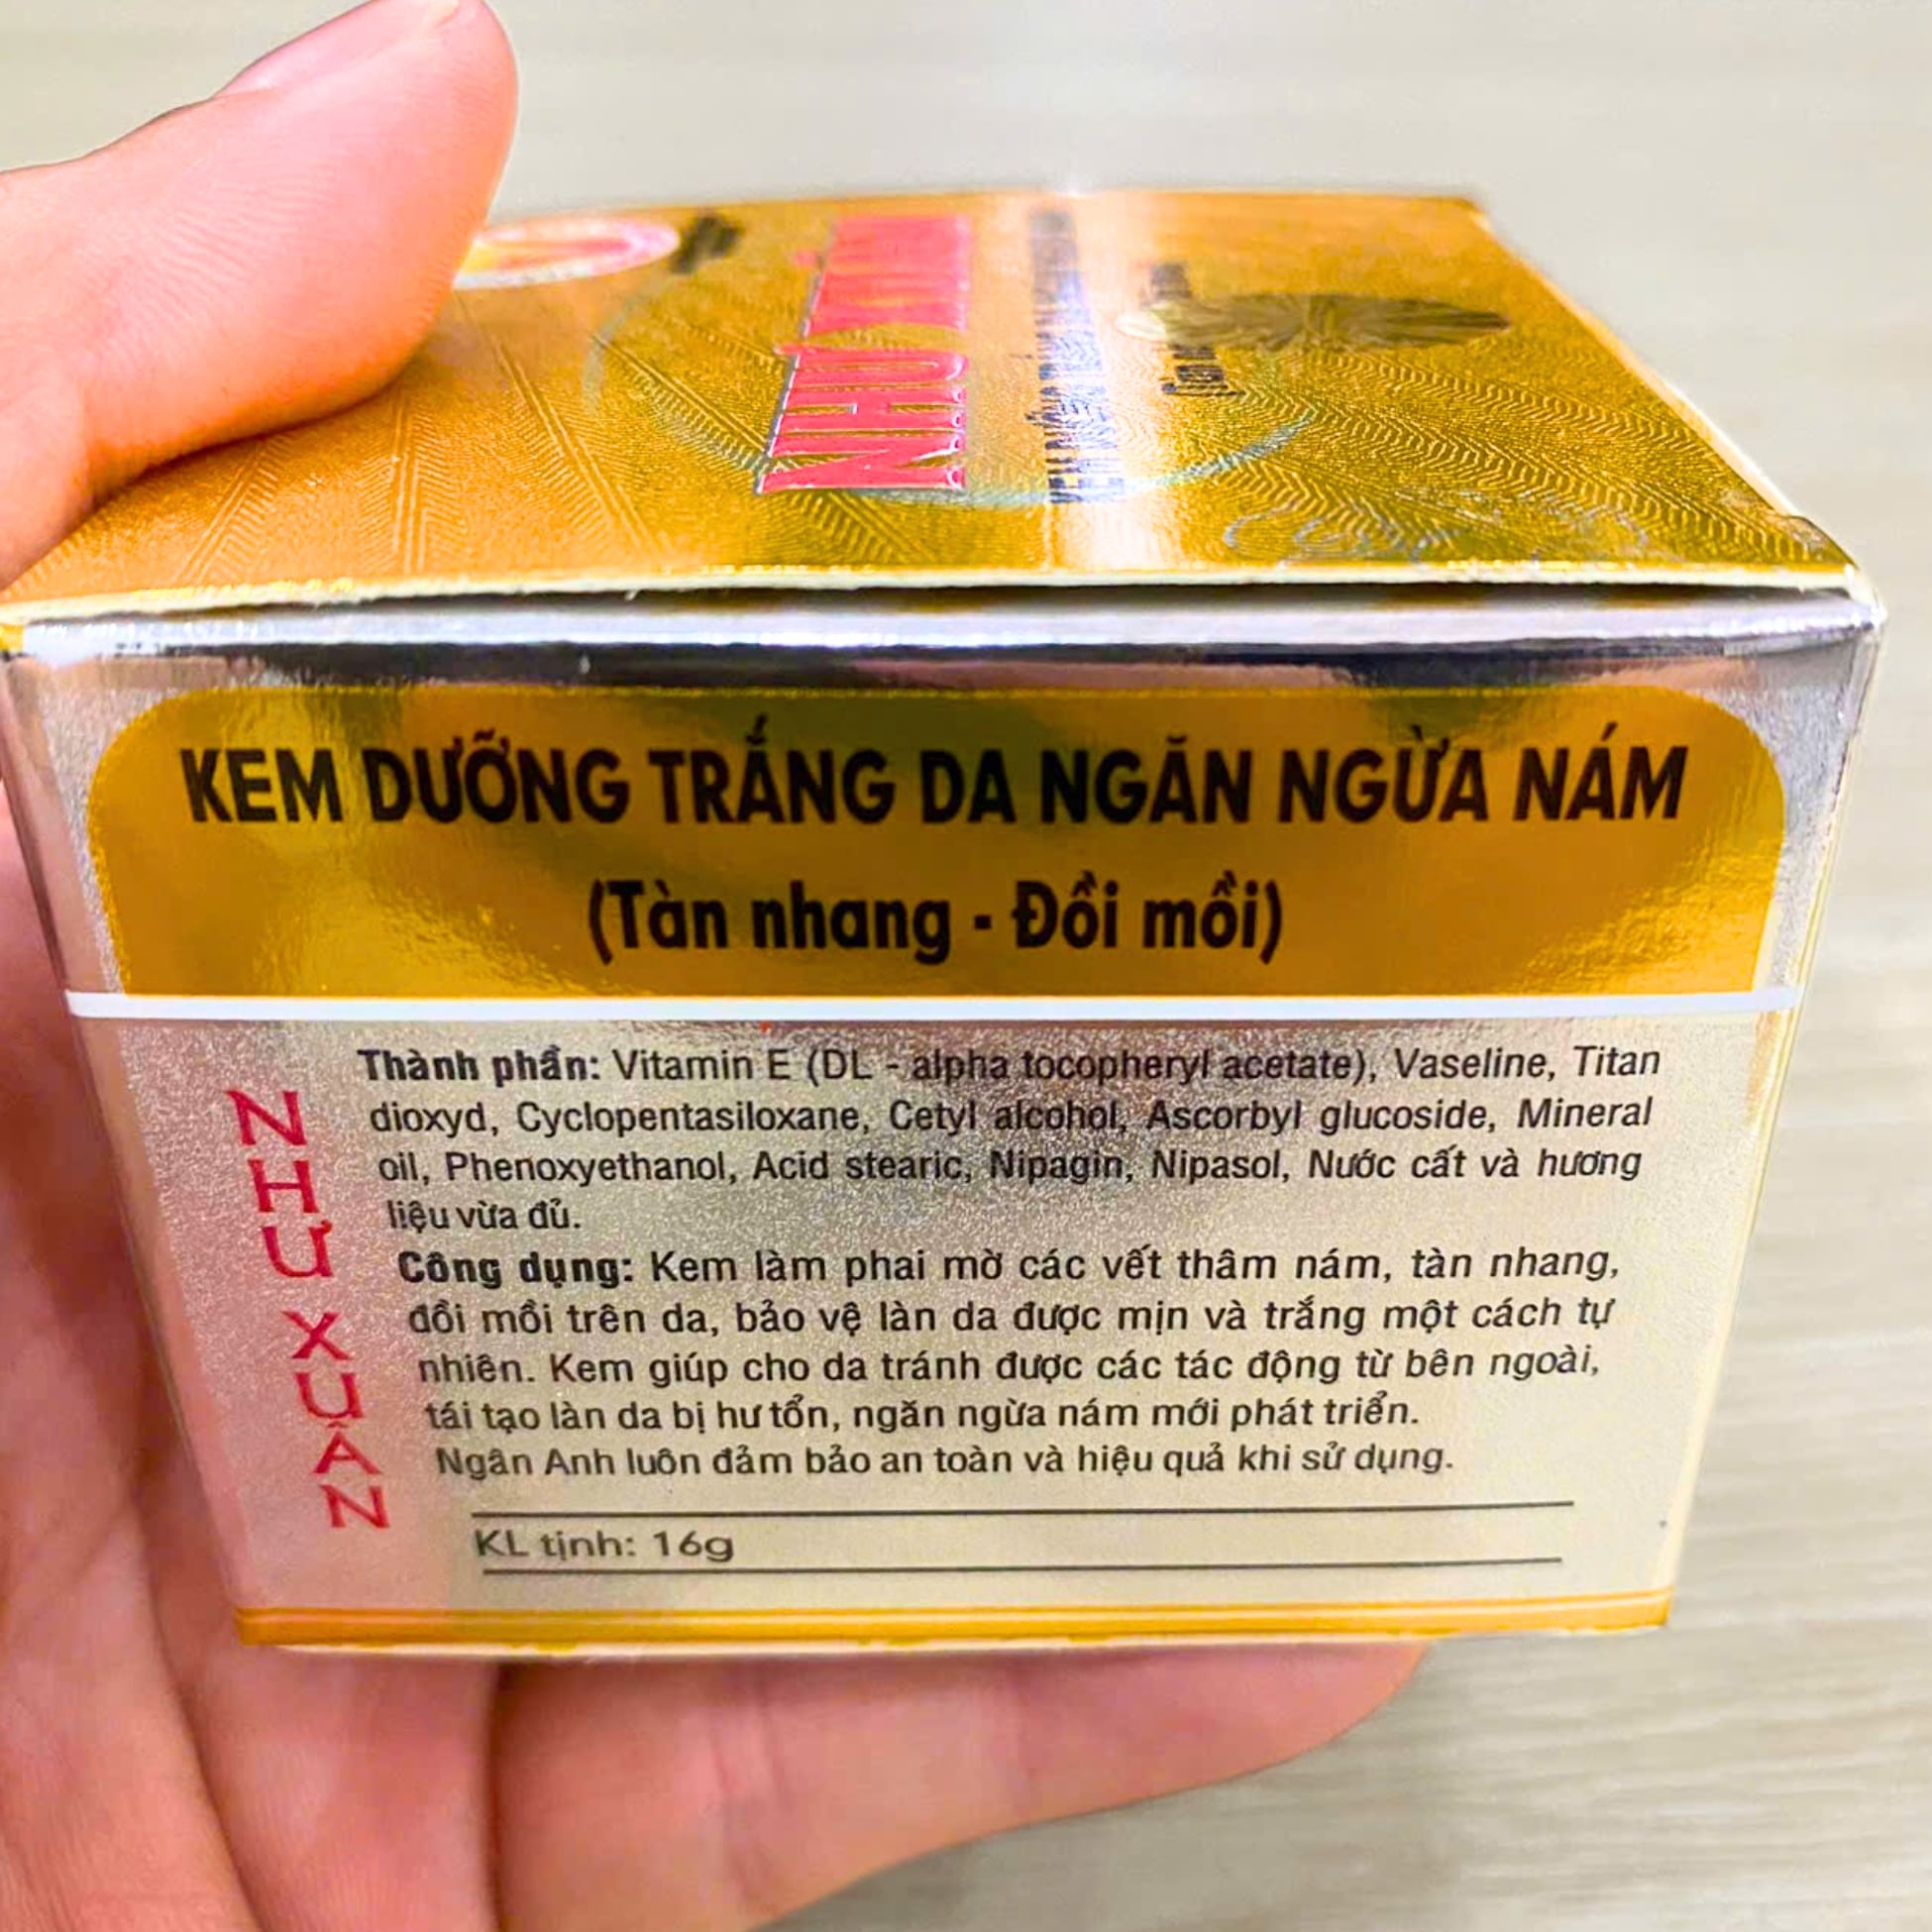 NHƯ XUÂN
KEM DƯỠNG TRẮNG DA NGĂN NGỪA NÁM
(Tàn nhang - Đồi mồi)
NHƯ XUÂN
Thành phần: Vitamin E (DL - alpha tocopheryl acetate), Vaseline, Titan
dioxyd, Cyclopentasiloxane, Cetyl alcohol, Ascorbyl glucoside, Mineral
oil, Phenoxyethanol, Acid stearic, Nipagin, Nipasol, Nước cất và hương
liệu vừa đủ.
Công dụng: Kem làm phai mờ các vết thâm nám, tàn nhang,
đồi mồi trên da, bảo vệ làn da được mịn và trắng một cách tự
nhiên. Kem giúp cho da tránh được các tác động từ bên ngoài,
tái tạo làn da bị hư tổn, ngăn ngừa nám mới phát triển.
Ngân Anh luôn đảm bảo an toàn và hiệu quả khi sử dụng.
KL tịnh: 16g